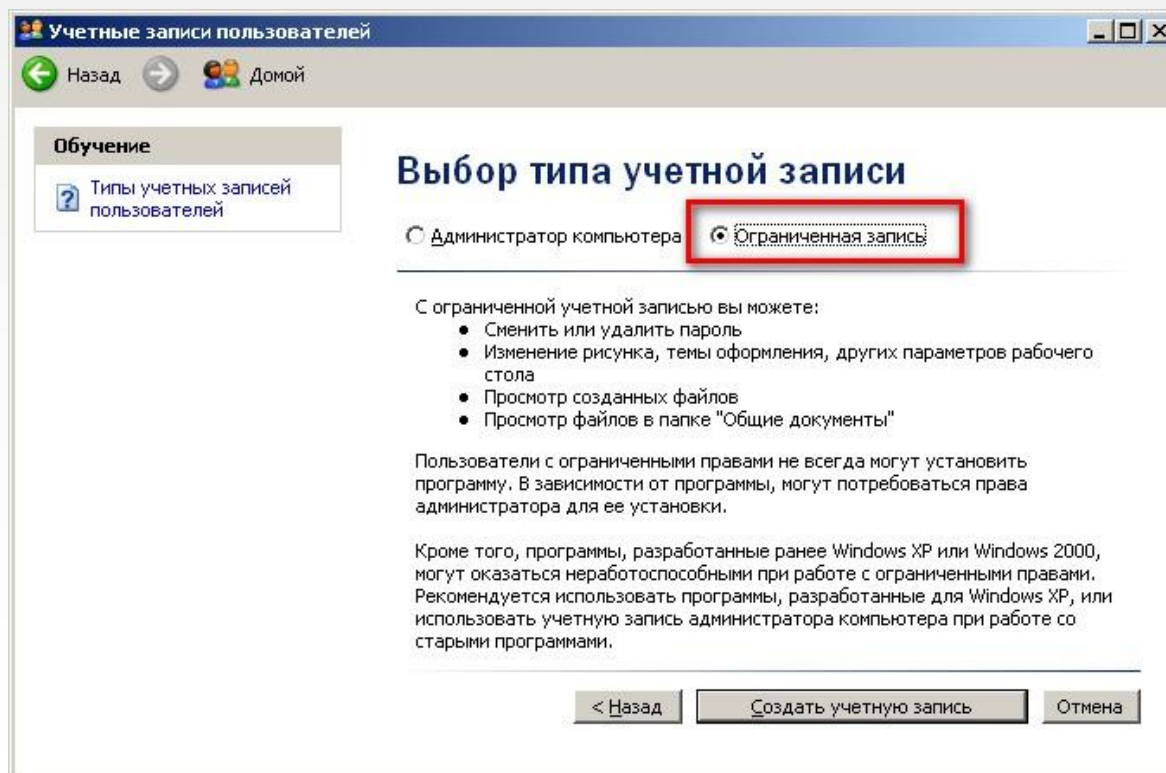 Учетные записи пользователей
Назад Домой
Обучение
Типы учетных записей
пользователей
Выбор типа учетной записи
Администратор компьютера Ограниченная запись
С ограниченной учетной записью вы можете:
• Сменить или удалить пароль
• Изменение рисунка, темы оформления, других параметров рабочего
стола
• Просмотр созданных файлов
• Просмотр файлов в папке "Общие документы"
Пользователи с ограниченными правами не всегда могут установить
программу. В зависимости от программы, могут потребоваться права
администратора для ее установки.
Кроме того, программы, разработанные ранее Windows XP или Windows 2000,
могут оказаться неработоспособными при работе с ограниченными правами.
Рекомендуется использовать программы, разработанные для Windows XP, или
использовать учетную запись администратора компьютера при работе со
старыми программами.
< Назад Создать учетную запись Отмена